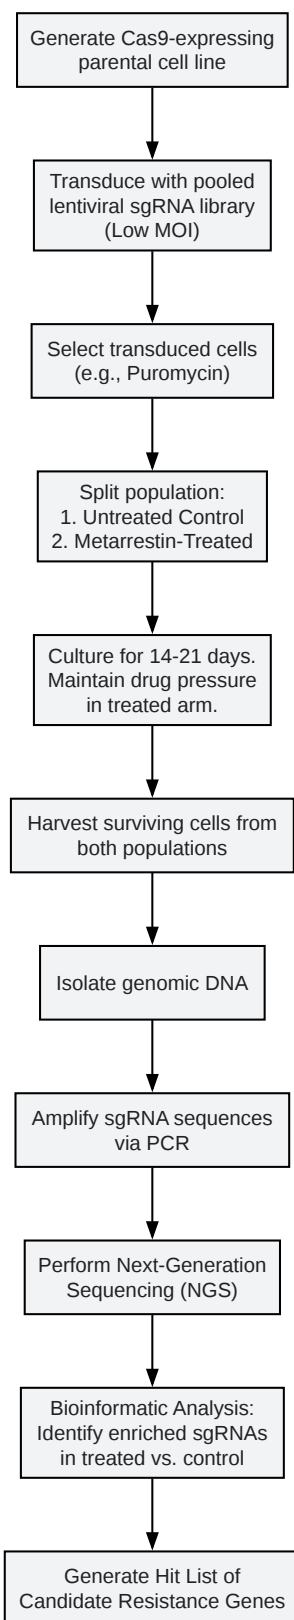 Generate Cas9-expressing
parental cell line
Transduce with pooled
lentiviral sgRNA library
(Low MOI)
Select transduced cells
(e.g., Puromycin)
Split population:
1. Untreated Control
2. Metarrestin-Treated
Culture for 14-21 days.
Maintain drug pressure
in treated arm.
Harvest surviving cells from
both populations
Isolate genomic DNA
Amplify sgRNA sequences
via PCR
Perform Next-Generation
Sequencing (NGS)
Bioinformatic Analysis:
Identify enriched sgRNAs
in treated vs. control
Generate Hit List of
Candidate Resistance Genes